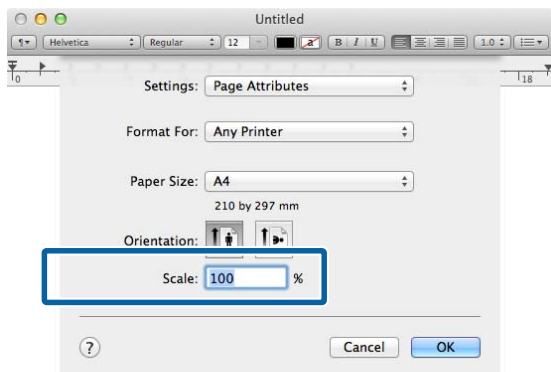 Untitled
¶ Helvetica Regular 12 a B I U 1.0
0 18
Settings: Page Attributes
Format For: Any Printer
Paper Size: A4
210 by 297 mm
Orientation:
Scale: 100 %
? Cancel OK